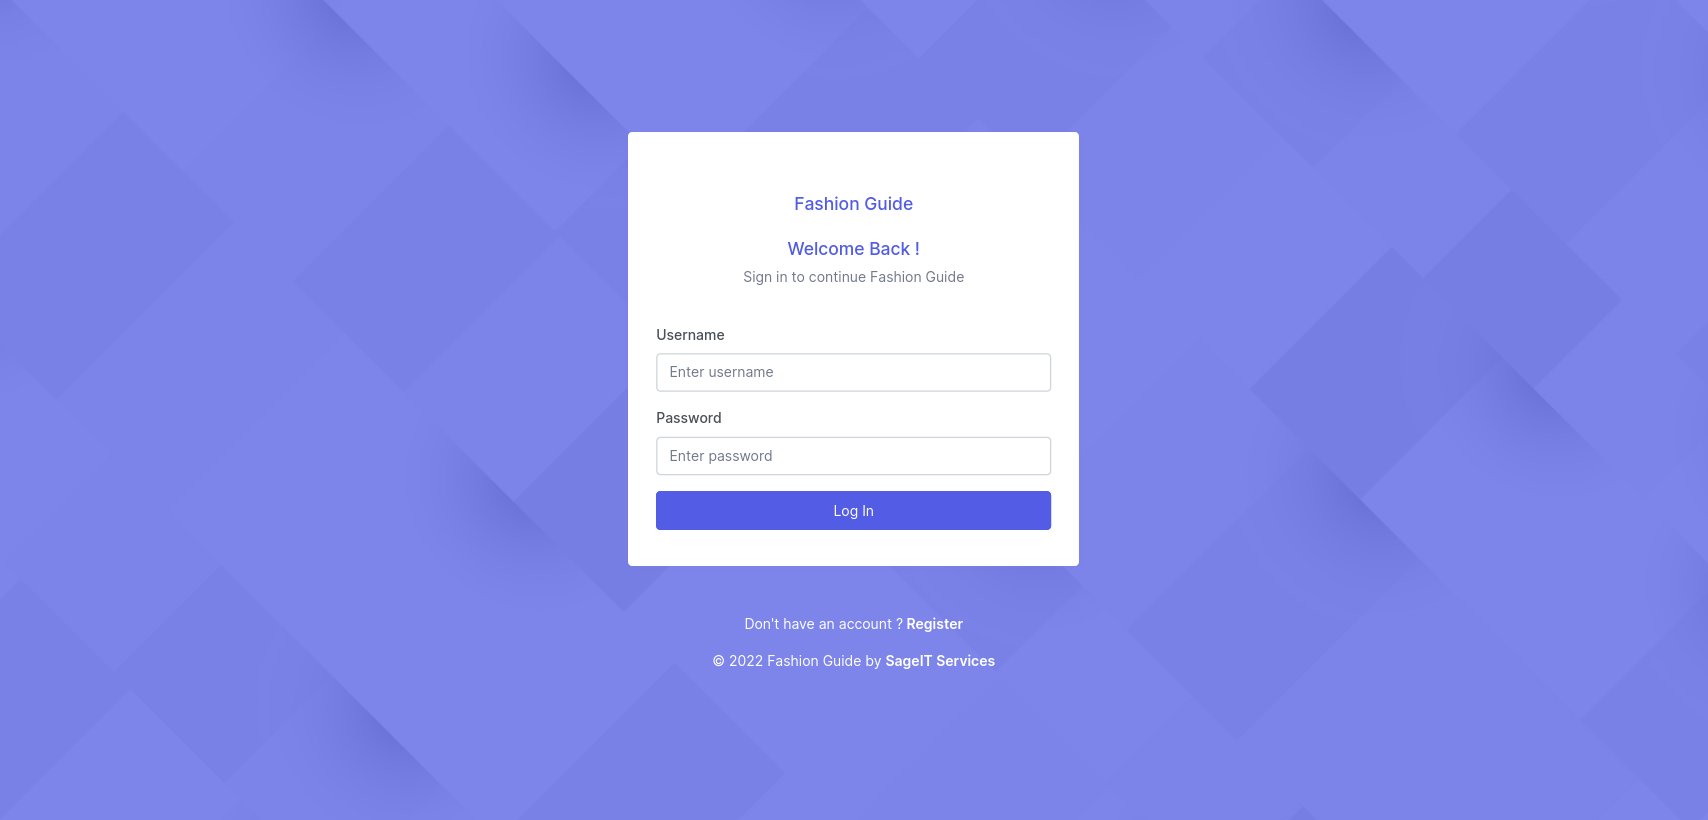 Fashion Guide
Welcome Back !
Sign in to continue Fashion Guide
Username
Enter username
Password
Enter password
Log In
Don't have an account ? Register
© 2022 Fashion Guide by SageIT Services